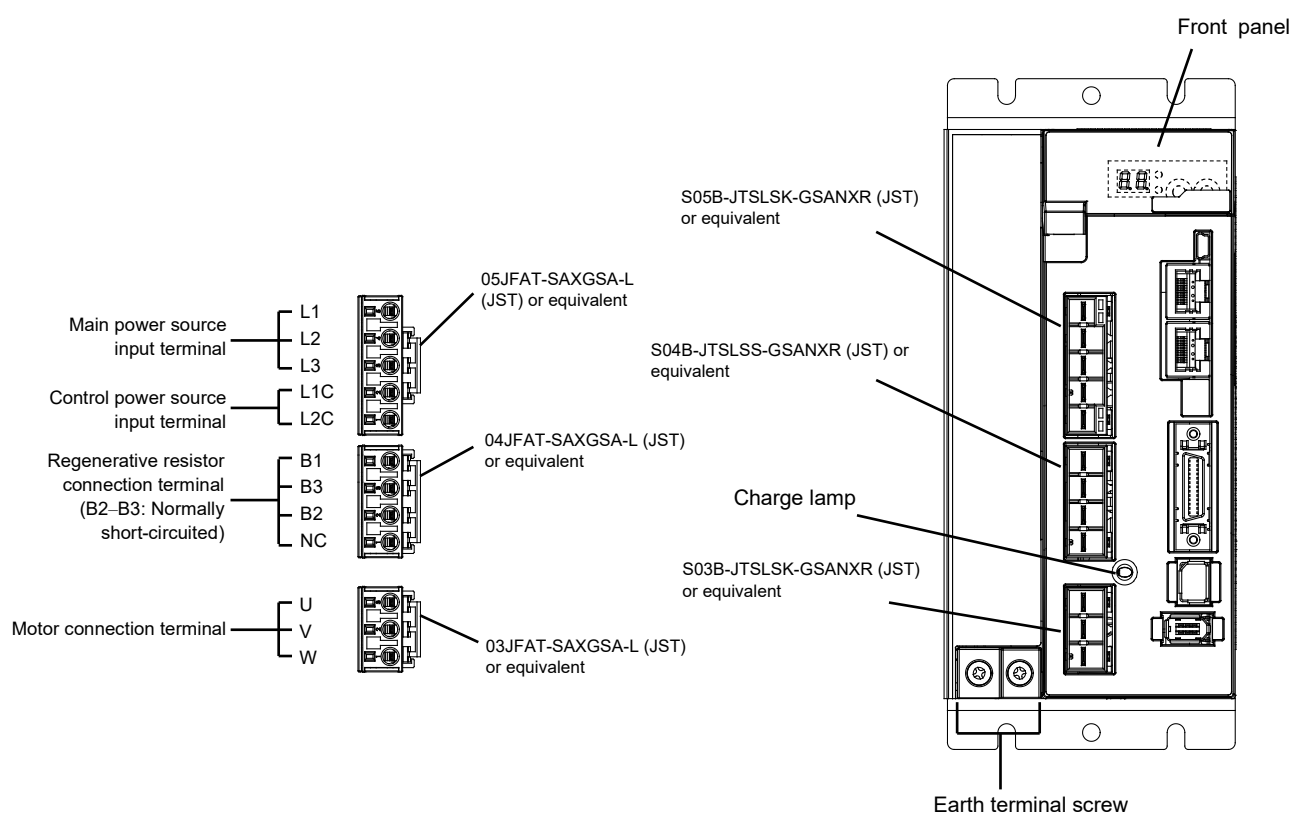 Front panel
S05B-JTSLSK-GSANXR (JST)
or equivalent
05JFAT-SAXGSA-L
(JST) or equivalent
Main power source
input terminal
L1
L2
L3
Control power source
input terminal
L1C
L2C
S04B-JTSLSS-GSANXR (JST) or
equivalent
04JFAT-SAXGSA-L (JST)
or equivalent
Regenerative resistor
connection terminal
(B2–B3: Normally
short-circuited)
B1
B3
B2
NC
Charge lamp
S03B-JTSLSK-GSANXR (JST)
or equivalent
Motor connection terminal
U
V
W
03JFAT-SAXGSA-L (JST)
or equivalent
8.8.
Earth terminal screw